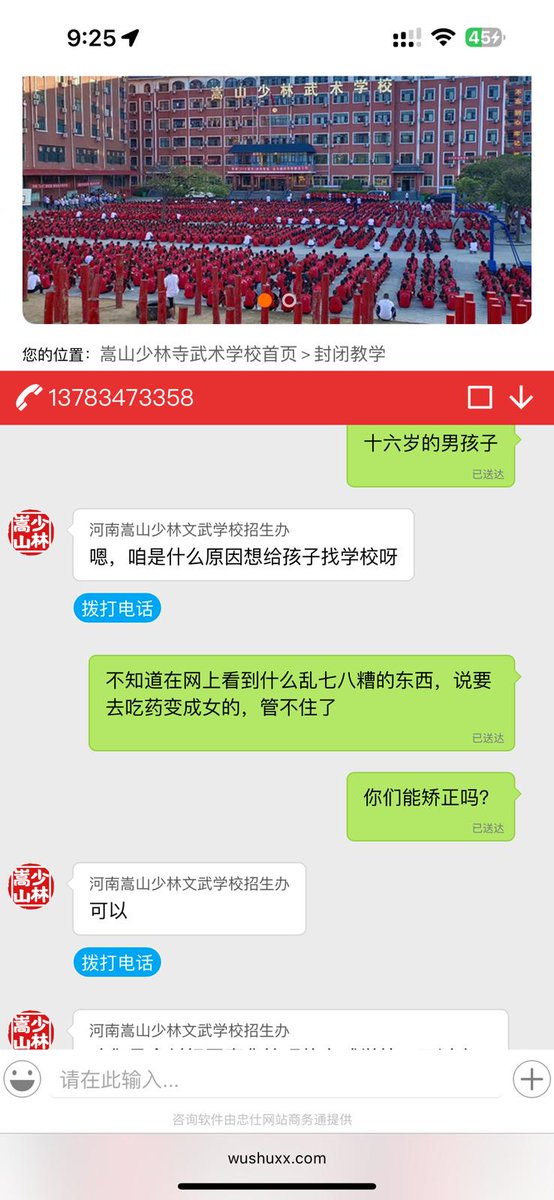 9:25
45
嵩山少林武术学校
您的位置：嵩山少林寺武术学校首页＞封闭教学
13783473358
十六岁的男孩子
已送达
嵩少
山林
河南嵩山少林文武学校招生办
嗯，咱是什么原因想给孩子找学校呀
拨打电话
不知道在网上看到什么乱七八糟的东西，说要
去吃药变成女的，管不住了
已送达
你们能矫正吗？
已送达
嵩少
山林
河南嵩山少林文武学校招生办
可以
拨打电话
嵩少
山林
河南嵩山少林文武学校招生办
请在此输入...
咨询软件由忠仕网站商务通提供
wushuxx.com